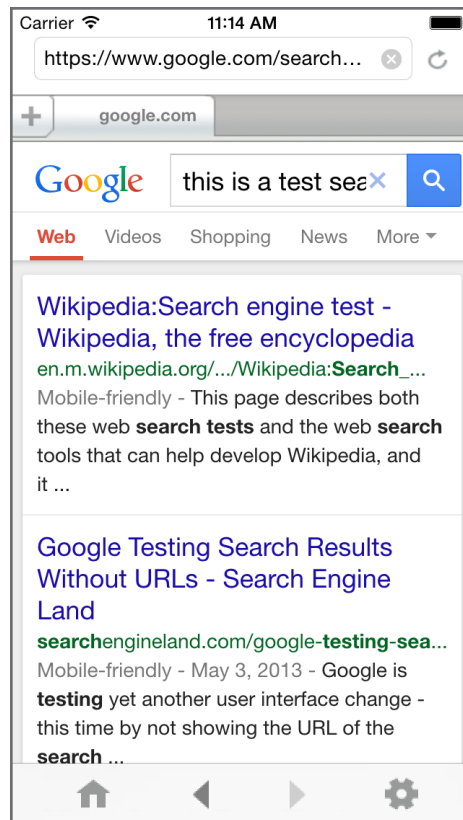 Carrier 11:14 AM
https://www.google.com/search...
google.com
Google this is a test sea
Web Videos Shopping News More
Wikipedia:Search engine test -
Wikipedia, the free encyclopedia
en.m.wikipedia.org/.../Wikipedia:Search_...
Mobile-friendly - This page describes both
these web search tests and the web search
tools that can help develop Wikipedia, and
it ...
Google Testing Search Results
Without URLs - Search Engine
Land
searchengineland.com/google-testing-sea...
Mobile-friendly - May 3, 2013 - Google is
testing yet another user interface change -
this time by not showing the URL of the
search ...